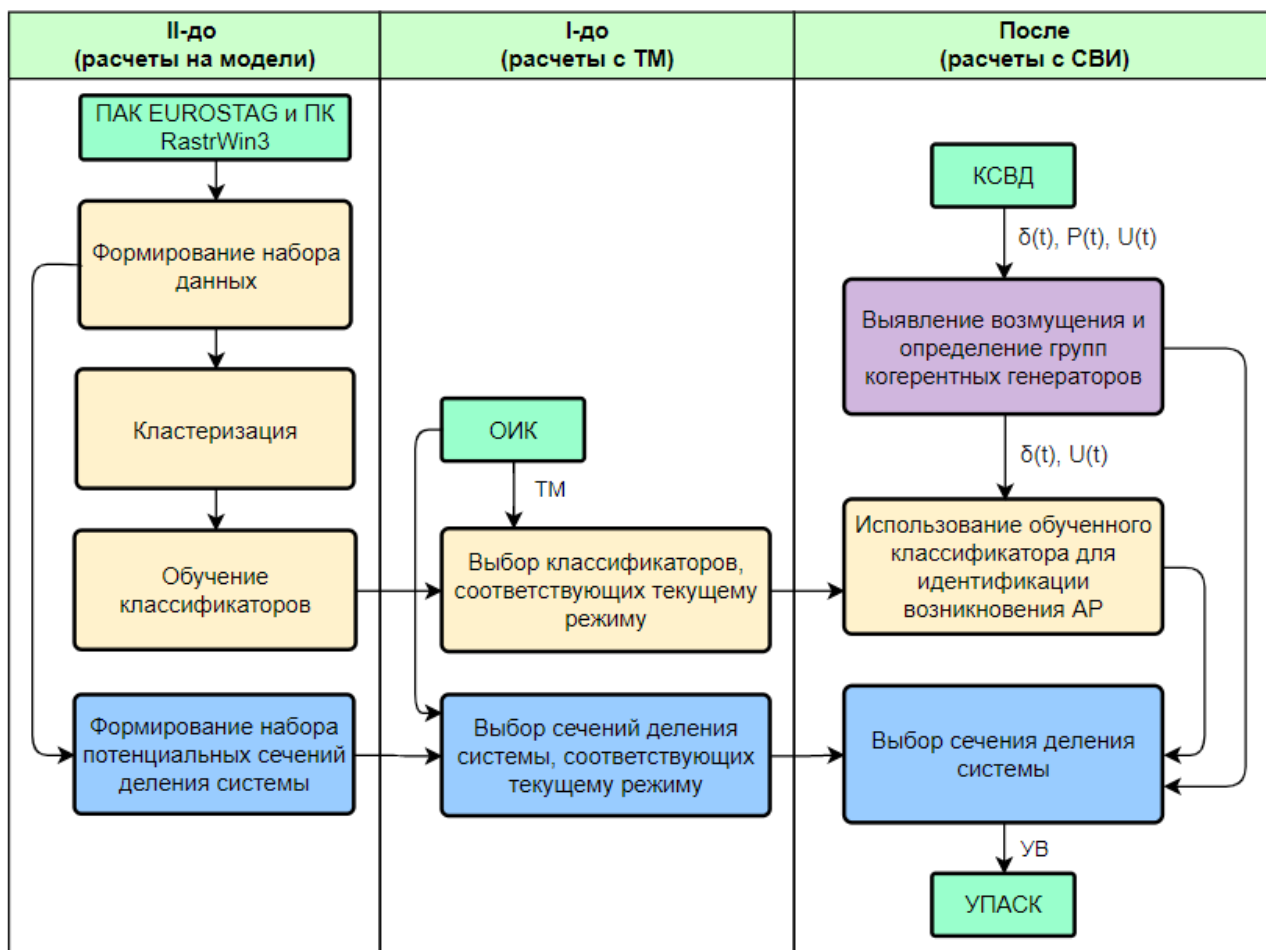 II-до
(расчеты на модели)
I-до
(расчеты с ТМ)
После
(расчеты с СВИ)
ПАК EUROSTAG и ПК
RastrWin3
Формирование набора
данных
Кластеризация
Обучение
классификаторов
Формирование набора
потенциальных сечений
деления системы
ОИК
ТМ
Выбор классификаторов,
соответствующих текущему
режиму
Выбор сечений деления
системы, соответствующих
текущему режиму
КСВД
δ(t), P(t), U(t)
Выявление возмущения и
определение групп
когерентных генераторов
δ(t), U(t)
Использование обученного
классификатора для
идентификации
возникновения АР
Выбор сечения деления
системы
УВ
УПАСК